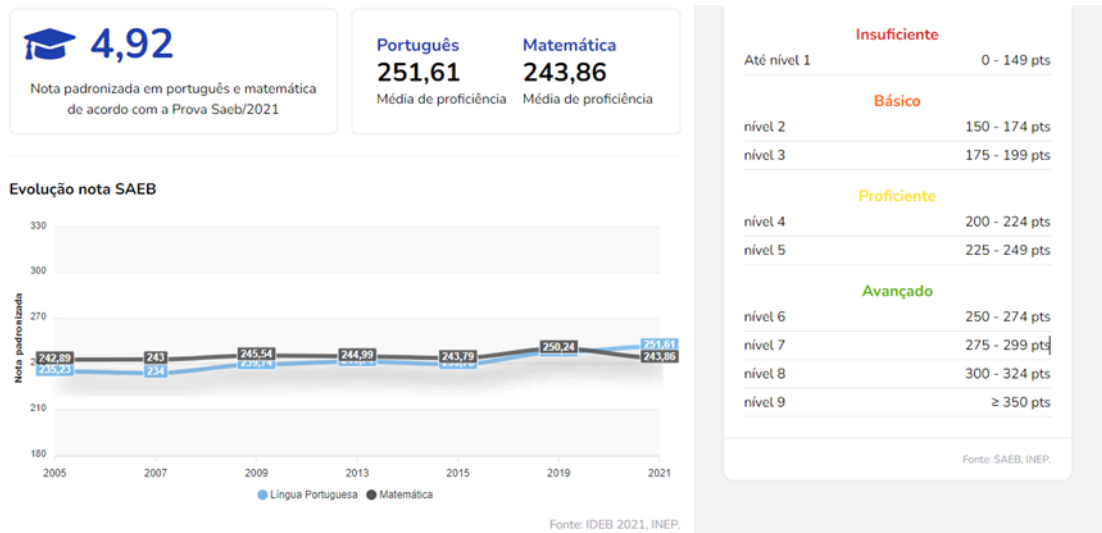 4,92
Nota padronizada em português e matemática
de acordo com a Prova Saeb/2021
Português
251,61
Média de proficiência
Matemática
243,86
Média de proficiência
Evolução nota SAEB
Nota padronizada
330
300
270
210
180
242,89
243
245,54
244,99
243,79
250,24
243,86
235,23
234
239,74
251,61
2005 2007 2009 2013 2015 2019 2021
Língua Portuguesa Matemática
Fonte: IDEB 2021, INEP.
Insuficiente
Até nível 1 0 - 149 pts
Básico
nível 2 150 - 174 pts
nível 3 175 - 199 pts
Proficiente
nível 4 200 - 224 pts
nível 5 225 - 249 pts
Avançado
nível 6 250 - 274 pts
nível 7 275 - 299 pts
nível 8 300 - 324 pts
nível 9 ≥ 350 pts
Fonte: SAEB, INEP.